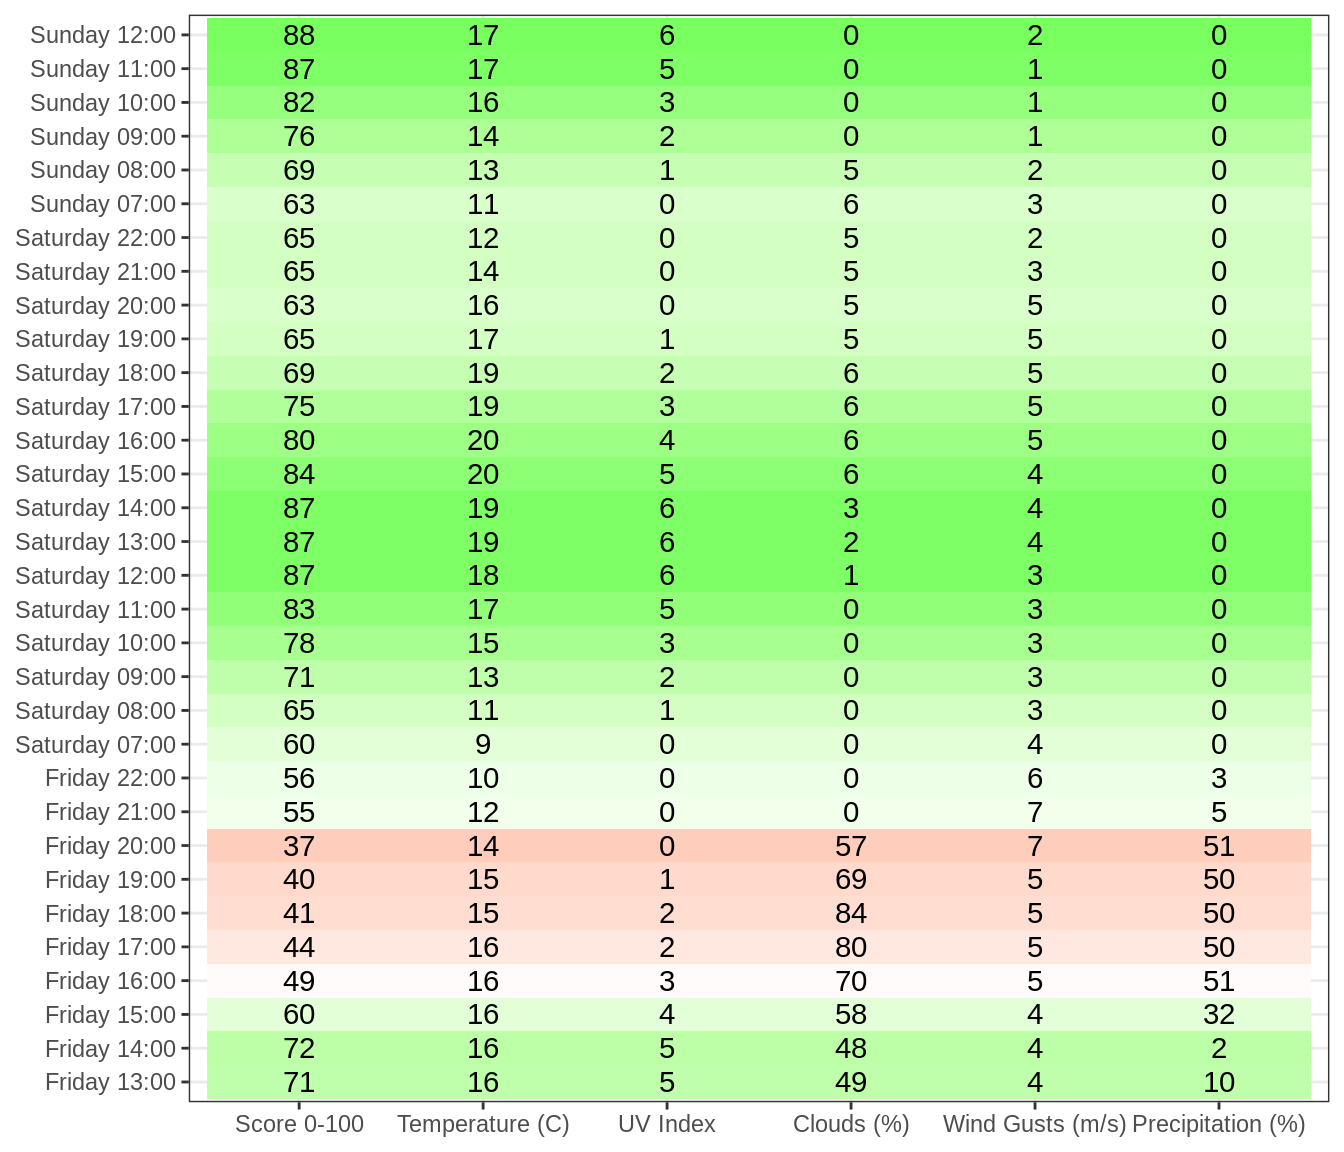 Sunday 12:00 88 17 6 0 2 0
Sunday 11:00 87 17 5 0 1 0
Sunday 10:00 82 16 3 0 1 0
Sunday 09:00 76 14 2 0 1 0
Sunday 08:00 69 13 1 5 2 0
Sunday 07:00 63 11 0 6 3 0
Saturday 22:00 65 12 0 5 2 0
Saturday 21:00 65 14 0 5 3 0
Saturday 20:00 63 16 0 5 5 0
Saturday 19:00 65 17 1 5 5 0
Saturday 18:00 69 19 2 6 5 0
Saturday 17:00 75 19 3 6 5 0
Saturday 16:00 80 20 4 6 5 0
Saturday 15:00 84 20 5 6 4 0
Saturday 14:00 87 19 6 3 4 0
Saturday 13:00 87 19 6 2 4 0
Saturday 12:00 87 18 6 1 3 0
Saturday 11:00 83 17 5 0 3 0
Saturday 10:00 78 15 3 0 3 0
Saturday 09:00 71 13 2 0 3 0
Saturday 08:00 65 11 1 0 3 0
Saturday 07:00 60 9 0 0 4 0
Friday 22:00 56 10 0 0 6 3
Friday 21:00 55 12 0 0 7 5
Friday 20:00 37 14 0 57 7 51
Friday 19:00 40 15 1 69 5 50
Friday 18:00 41 15 2 84 5 50
Friday 17:00 44 16 2 80 5 50
Friday 16:00 49 16 3 70 5 51
Friday 15:00 60 16 4 58 4 32
Friday 14:00 72 16 5 48 4 2
Friday 13:00 71 16 5 49 4 10
Score 0-100 Temperature (C) UV Index Clouds (%) Wind Gusts (m/s) Precipitation (%)